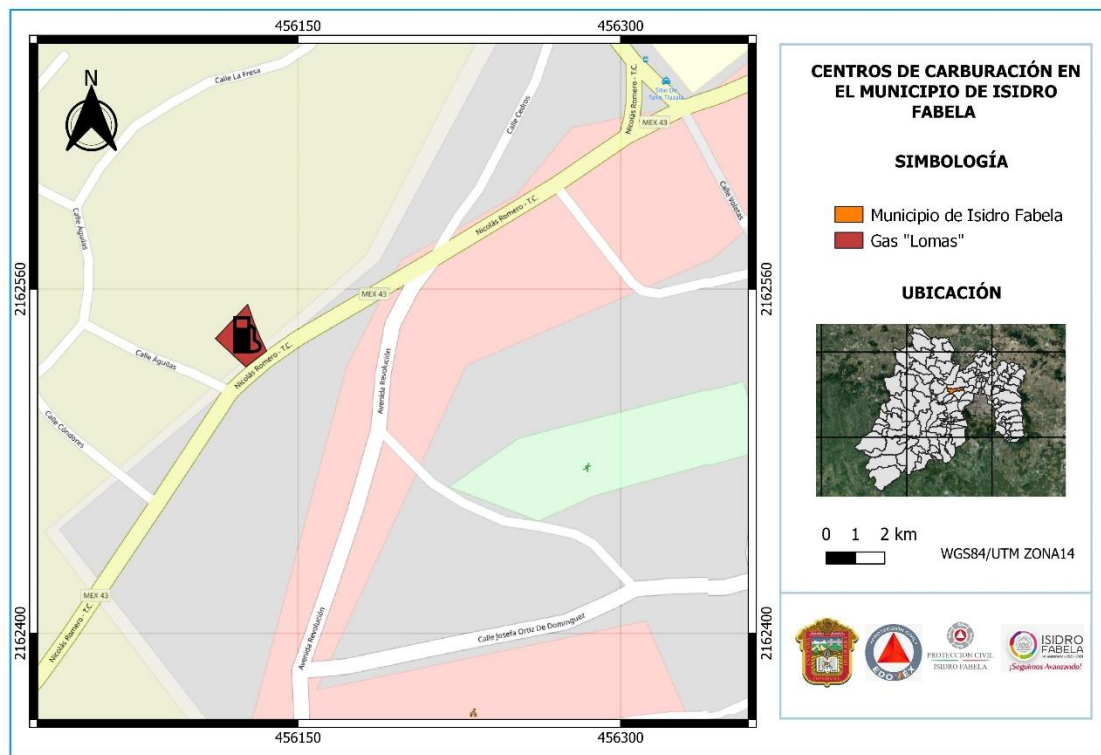 456150
456300
N
Calle La Fresa
Calle Cedros
Sitio De
Taxis Tlazala
Nicolás Romero - T.C.
MEX 43
Calle Violetas
Nicolás Romero - T.C.
Calle Águilas
MEX 43
2162560
2162560
Calle Águilas
Nicolás Romero - T.C.
Avenida Revolución
Calle Cóndores
MEX 43
Nicolás Romero - T.C.
Calle Josefa Ortiz De Domínguez
Avenida Revolución
2162400
2162400
456150
456300
CENTROS DE CARBURACIÓN EN
EL MUNICIPIO DE ISIDRO
FABELA
SIMBOLOGÍA
Municipio de Isidro Fabela
Gas "Lomas"
UBICACIÓN
0 1 2 km
WGS84/UTM ZONA14
PROTECCIÓN CIVIL
EDOMEX
PROTECCION CIVIL
ISIDRO FABELA
ISIDRO
FABELA
¡Seguimos Avanzando!